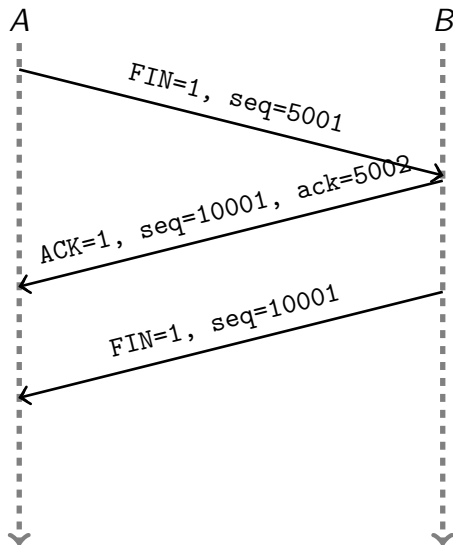 A
B
FIN=1, seq=5001
ACK=1, seq=10001, ack=5002
FIN=1, seq=10001